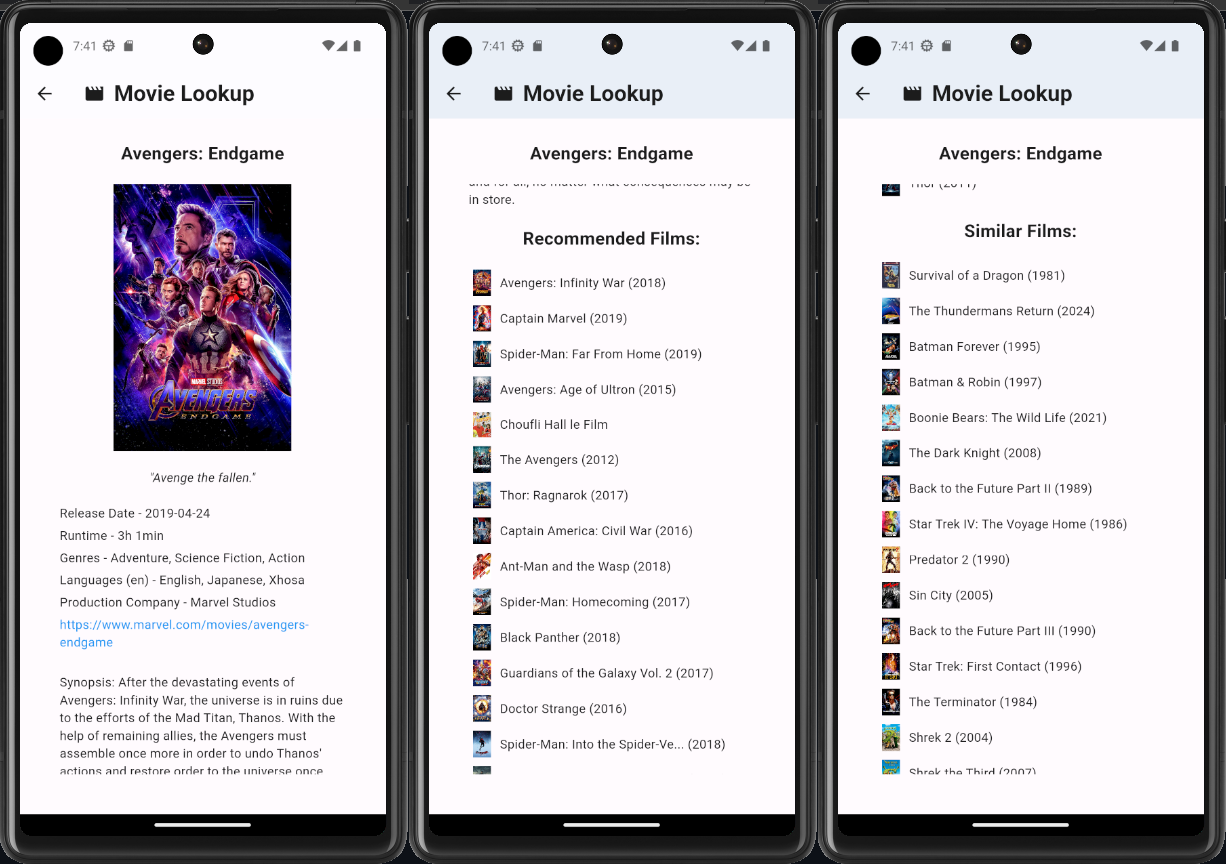 7:41
Movie Lookup
Avengers: Endgame
MARVEL STUDIOS
AVENGERS
ENDGAME
"Avenge the fallen."
Release Date - 2019-04-24
Runtime - 3h 1min
Genres - Adventure, Science Fiction, Action
Languages (en) - English, Japanese, Xhosa
Production Company - Marvel Studios
https://www.marvel.com/movies/avengers-
endgame
Synopsis: After the devastating events of
Avengers: Infinity War, the universe is in ruins due
to the efforts of the Mad Titan, Thanos. With the
help of remaining allies, the Avengers must
assemble once more in order to undo Thanos'
actions and restore order to the universe once
7:41
Movie Lookup
Avengers: Endgame
and for all, no matter what consequences may be
in store.
Recommended Films:
Avengers: Infinity War (2018)
Captain Marvel (2019)
Spider-Man: Far From Home (2019)
Avengers: Age of Ultron (2015)
Choufli Hall le Film
The Avengers (2012)
Thor: Ragnarok (2017)
Captain America: Civil War (2016)
Ant-Man and the Wasp (2018)
Spider-Man: Homecoming (2017)
Black Panther (2018)
Guardians of the Galaxy Vol. 2 (2017)
Doctor Strange (2016)
Spider-Man: Into the Spider-Ve... (2018)
7:41
Movie Lookup
Avengers: Endgame
Thor (2011)
Similar Films:
Survival of a Dragon (1981)
The Thundermans Return (2024)
Batman Forever (1995)
Batman & Robin (1997)
Boonie Bears: The Wild Life (2021)
The Dark Knight (2008)
Back to the Future Part II (1989)
Star Trek IV: The Voyage Home (1986)
Predator 2 (1990)
Sin City (2005)
Back to the Future Part III (1990)
Star Trek: First Contact (1996)
The Terminator (1984)
Shrek 2 (2004)
Shrek the Third (2007)